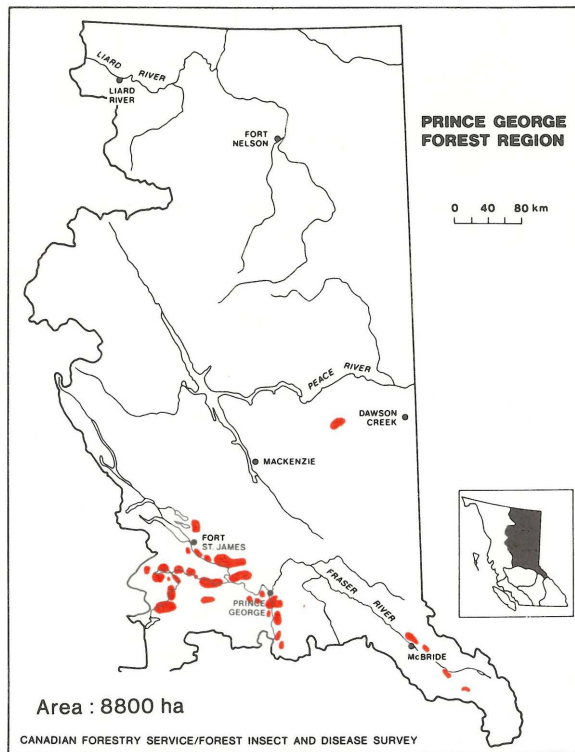 LIARD RIVER
LIARD
RIVER
FORT
NELSON
PRINCE GEORGE
FOREST REGION
0 40 80 km
PEACE RIVER
DAWSON
CREEK
MACKENZIE
FORT
ST. JAMES
FRASER RIVER
PRINCE
GEORGE
McBRIDE
Area : 8800 ha
CANADIAN FORESTRY SERVICE/FOREST INSECT AND DISEASE SURVEY